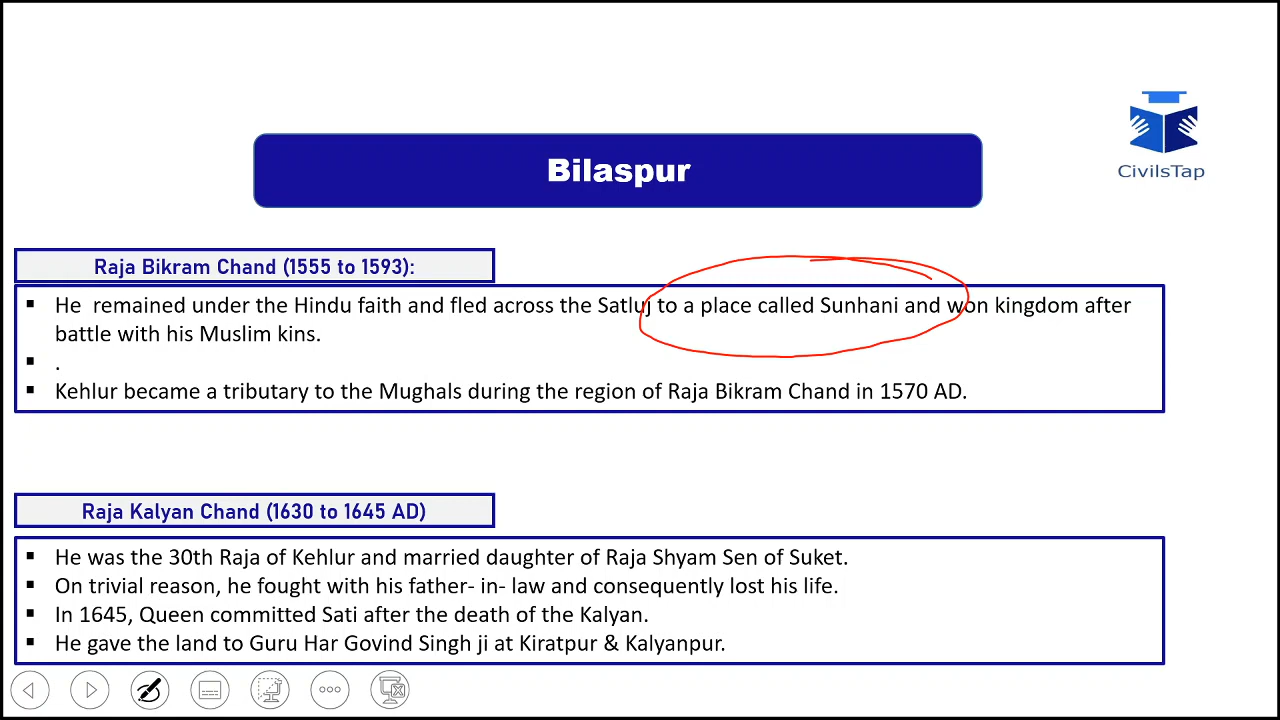 Bilaspur
CivilsTap
Raja Bikram Chand (1555 to 1593):
▪ He remained under the Hindu faith and fled across the Satluj to a place called Sunhani and won kingdom after
battle with his Muslim kins.
▪ .
▪ Kehlur became a tributary to the Mughals during the region of Raja Bikram Chand in 1570 AD.
Raja Kalyan Chand (1630 to 1645 AD)
▪ He was the 30th Raja of Kehlur and married daughter of Raja Shyam Sen of Suket.
▪ On trivial reason, he fought with his father- in- law and consequently lost his life.
▪ In 1645, Queen committed Sati after the death of the Kalyan.
▪ He gave the land to Guru Har Govind Singh ji at Kiratpur & Kalyanpur.